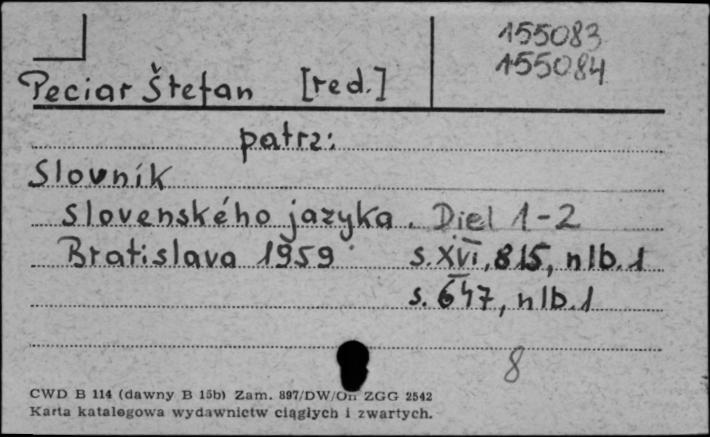 155083
155084
Peciar Štefan [red.]
patrz:
Slovník
slovenského jazyka. Diel 1-2
Bratislava 1959 s. XVI, 815, nlb. 1
s. 647, nlb. 1
8
CWD B 114 (dawny B 15b) Zam. 897/DW/On ZGG 2542
Karta katalogowa wydawnictw ciągłych i zwartych.